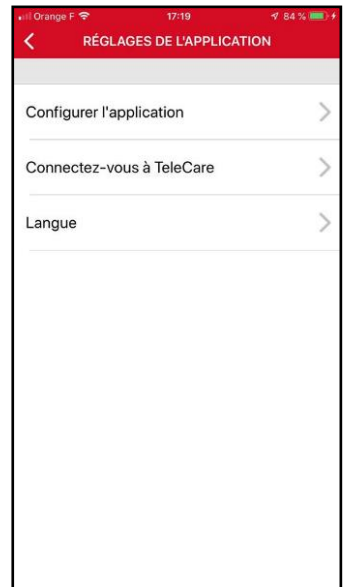 Orange F 17:19 84 %
RÉGLAGES DE L'APPLICATION
Configurer l'application
Connectez-vous à TeleCare
Langue